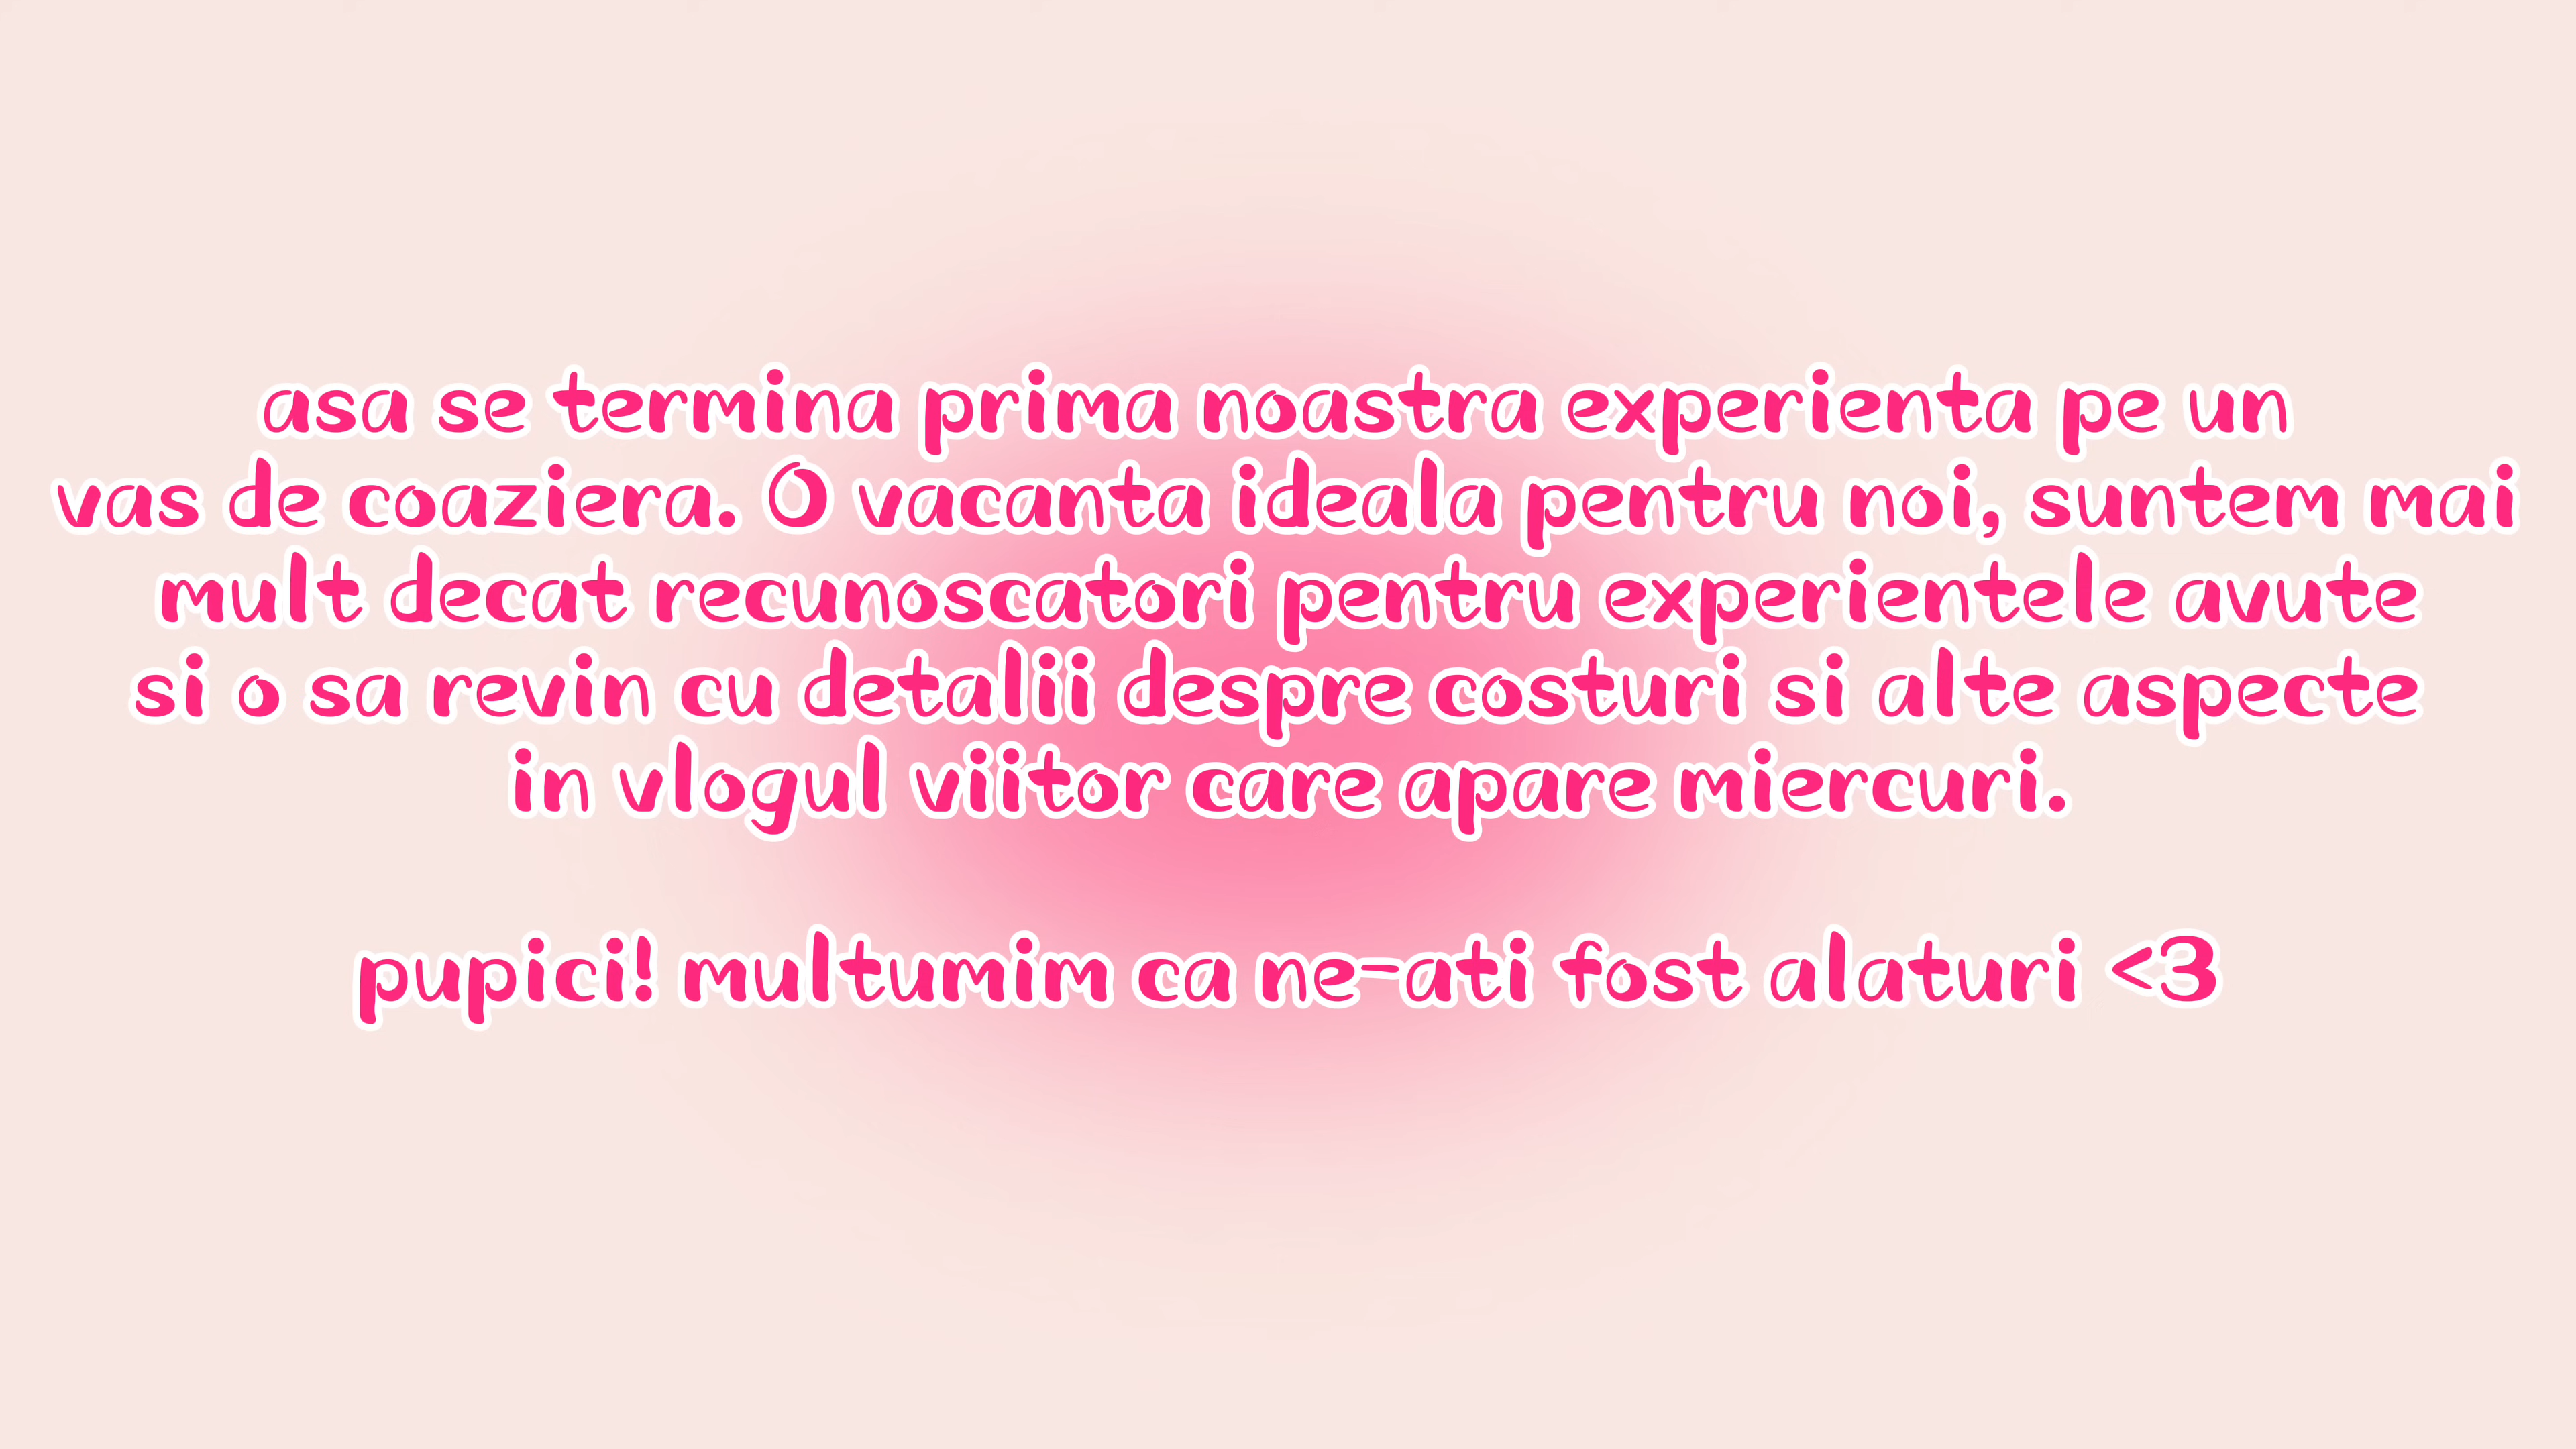 asa se termina prima noastra experienta pe un
vas de coaziera. O vacanta ideala pentru noi, suntem mai
mult decat recunoscatori pentru experientele avute
si o sa revin cu detalii despre costuri si alte aspecte
in vlogul viitor care apare miercuri.
pupici! multumim ca ne-ati fost alaturi <3